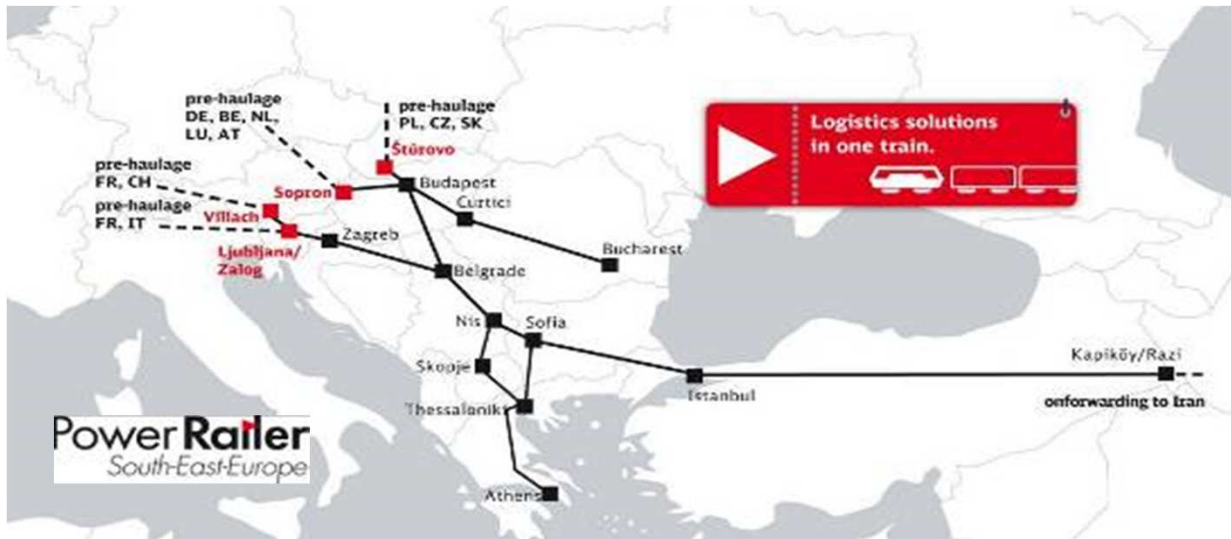 pre-haulage
DE, BE, NL,
LU, AT
pre-haulage
PL, CZ, SK
Štúrovo
pre-haulage
FR, CH
Sopron
Budapest
pre-haulage
FR, IT
Villach
Curtici
Zagreb
Ljubljana/
Zalog
Bucharest
Belgrade
Nis
Sofia
Skopje
Thessaloniki
Istanbul
Kapiköy/Razi
onforwarding to Iran
Athens
Logistics solutions
in one train.
Power Railer
South-East-Europe